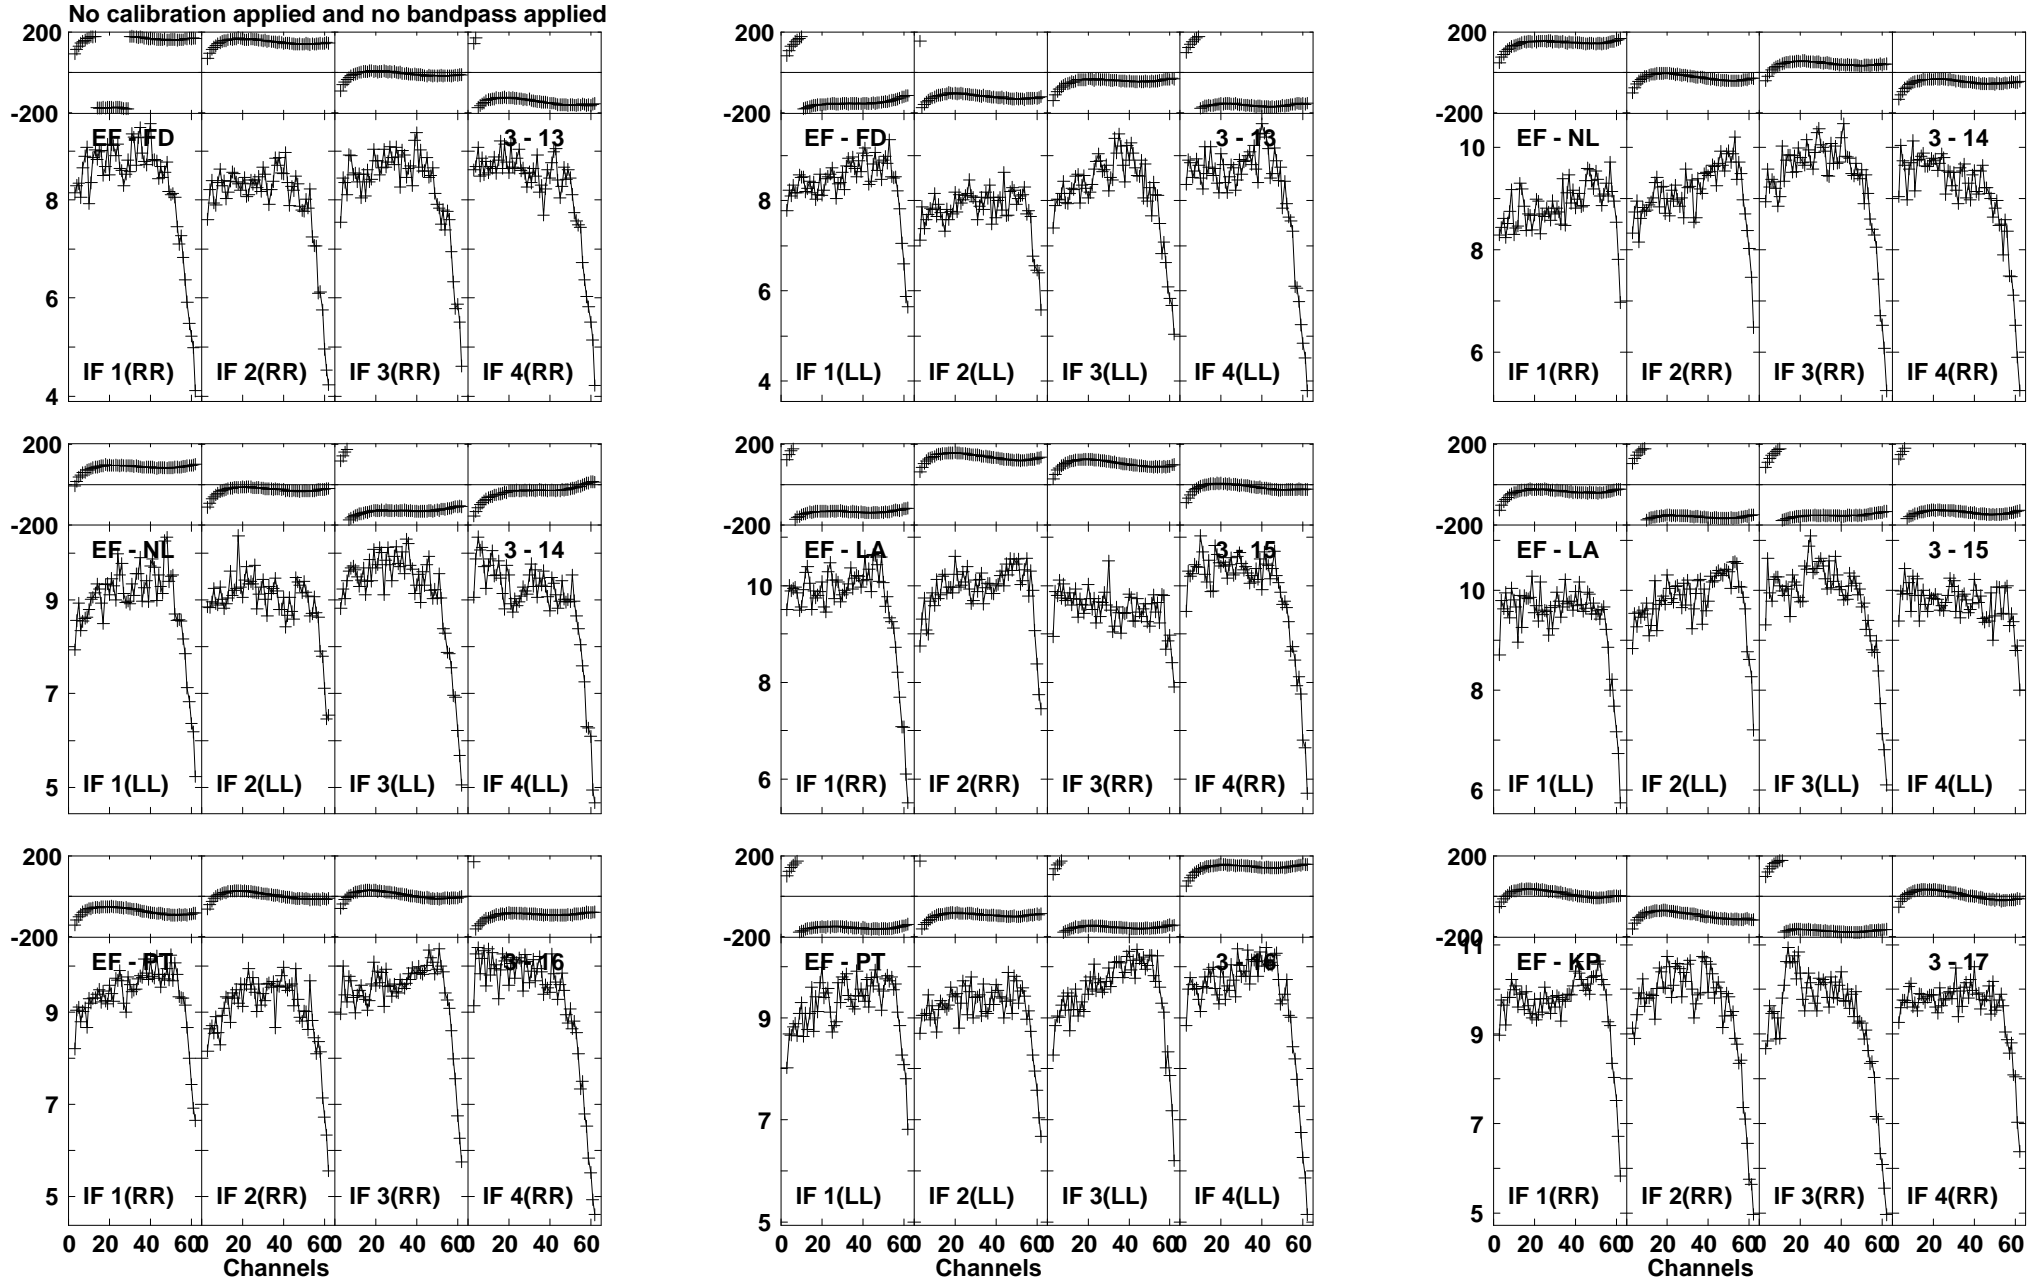 No calibration applied and no bandpass applied
200
-200
EF - FD 3 - 13
8
6
4
IF 1(RR) IF 2(RR) IF 3(RR) IF 4(RR)
200
-200
EF - FD 3 - 13
8
6
4
IF 1(LL) IF 2(LL) IF 3(LL) IF 4(LL)
200
-200
EF - NL 3 - 14
10
8
6
IF 1(RR) IF 2(RR) IF 3(RR) IF 4(RR)
200
-200
EF - NL 3 - 14
9
7
5
IF 1(LL) IF 2(LL) IF 3(LL) IF 4(LL)
200
-200
EF - LA 3 - 15
10
8
6
IF 1(RR) IF 2(RR) IF 3(RR) IF 4(RR)
200
-200
EF - LA 3 - 15
10
8
6
IF 1(LL) IF 2(LL) IF 3(LL) IF 4(LL)
200
-200
EF - PT 3 - 16
9
7
5
IF 1(RR) IF 2(RR) IF 3(RR) IF 4(RR)
0 20 40 60 0 20 40 60 0 20 40 60 0 20 40 60
Channels
200
-200
EF - PT 3 - 16
9
7
5
IF 1(LL) IF 2(LL) IF 3(LL) IF 4(LL)
0 20 40 60 0 20 40 60 0 20 40 60 0 20 40 60
Channels
200
-200
11
EF - KP 3 - 17
9
7
5
IF 1(RR) IF 2(RR) IF 3(RR) IF 4(RR)
0 20 40 60 0 20 40 60 0 20 40 60 0 20 40 60
Channels